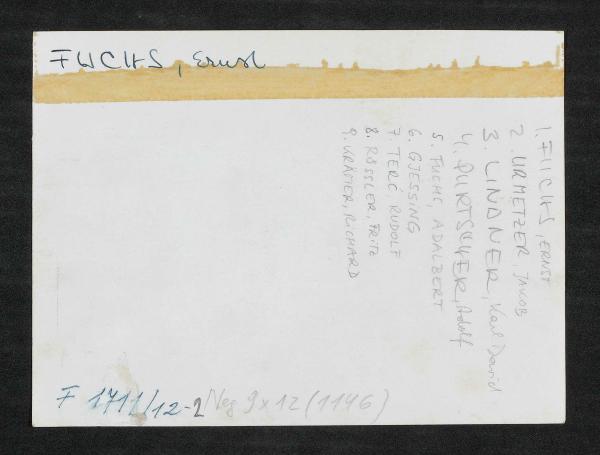 FUCHS, Ernst
1. FUCHS, ERNST
2. URMETZER, JAKOB
3. LINDNER, Karl David
4. PURTSCHER, Adolf
5. FUCHS, ADALBERT
6. GJESSING
7. TERČ, RUDOLF
8. RÖSSLER, FRITZ
9. KRÄMER, RICHARD
F 1711/12-2 Neg 9x12 (1146)